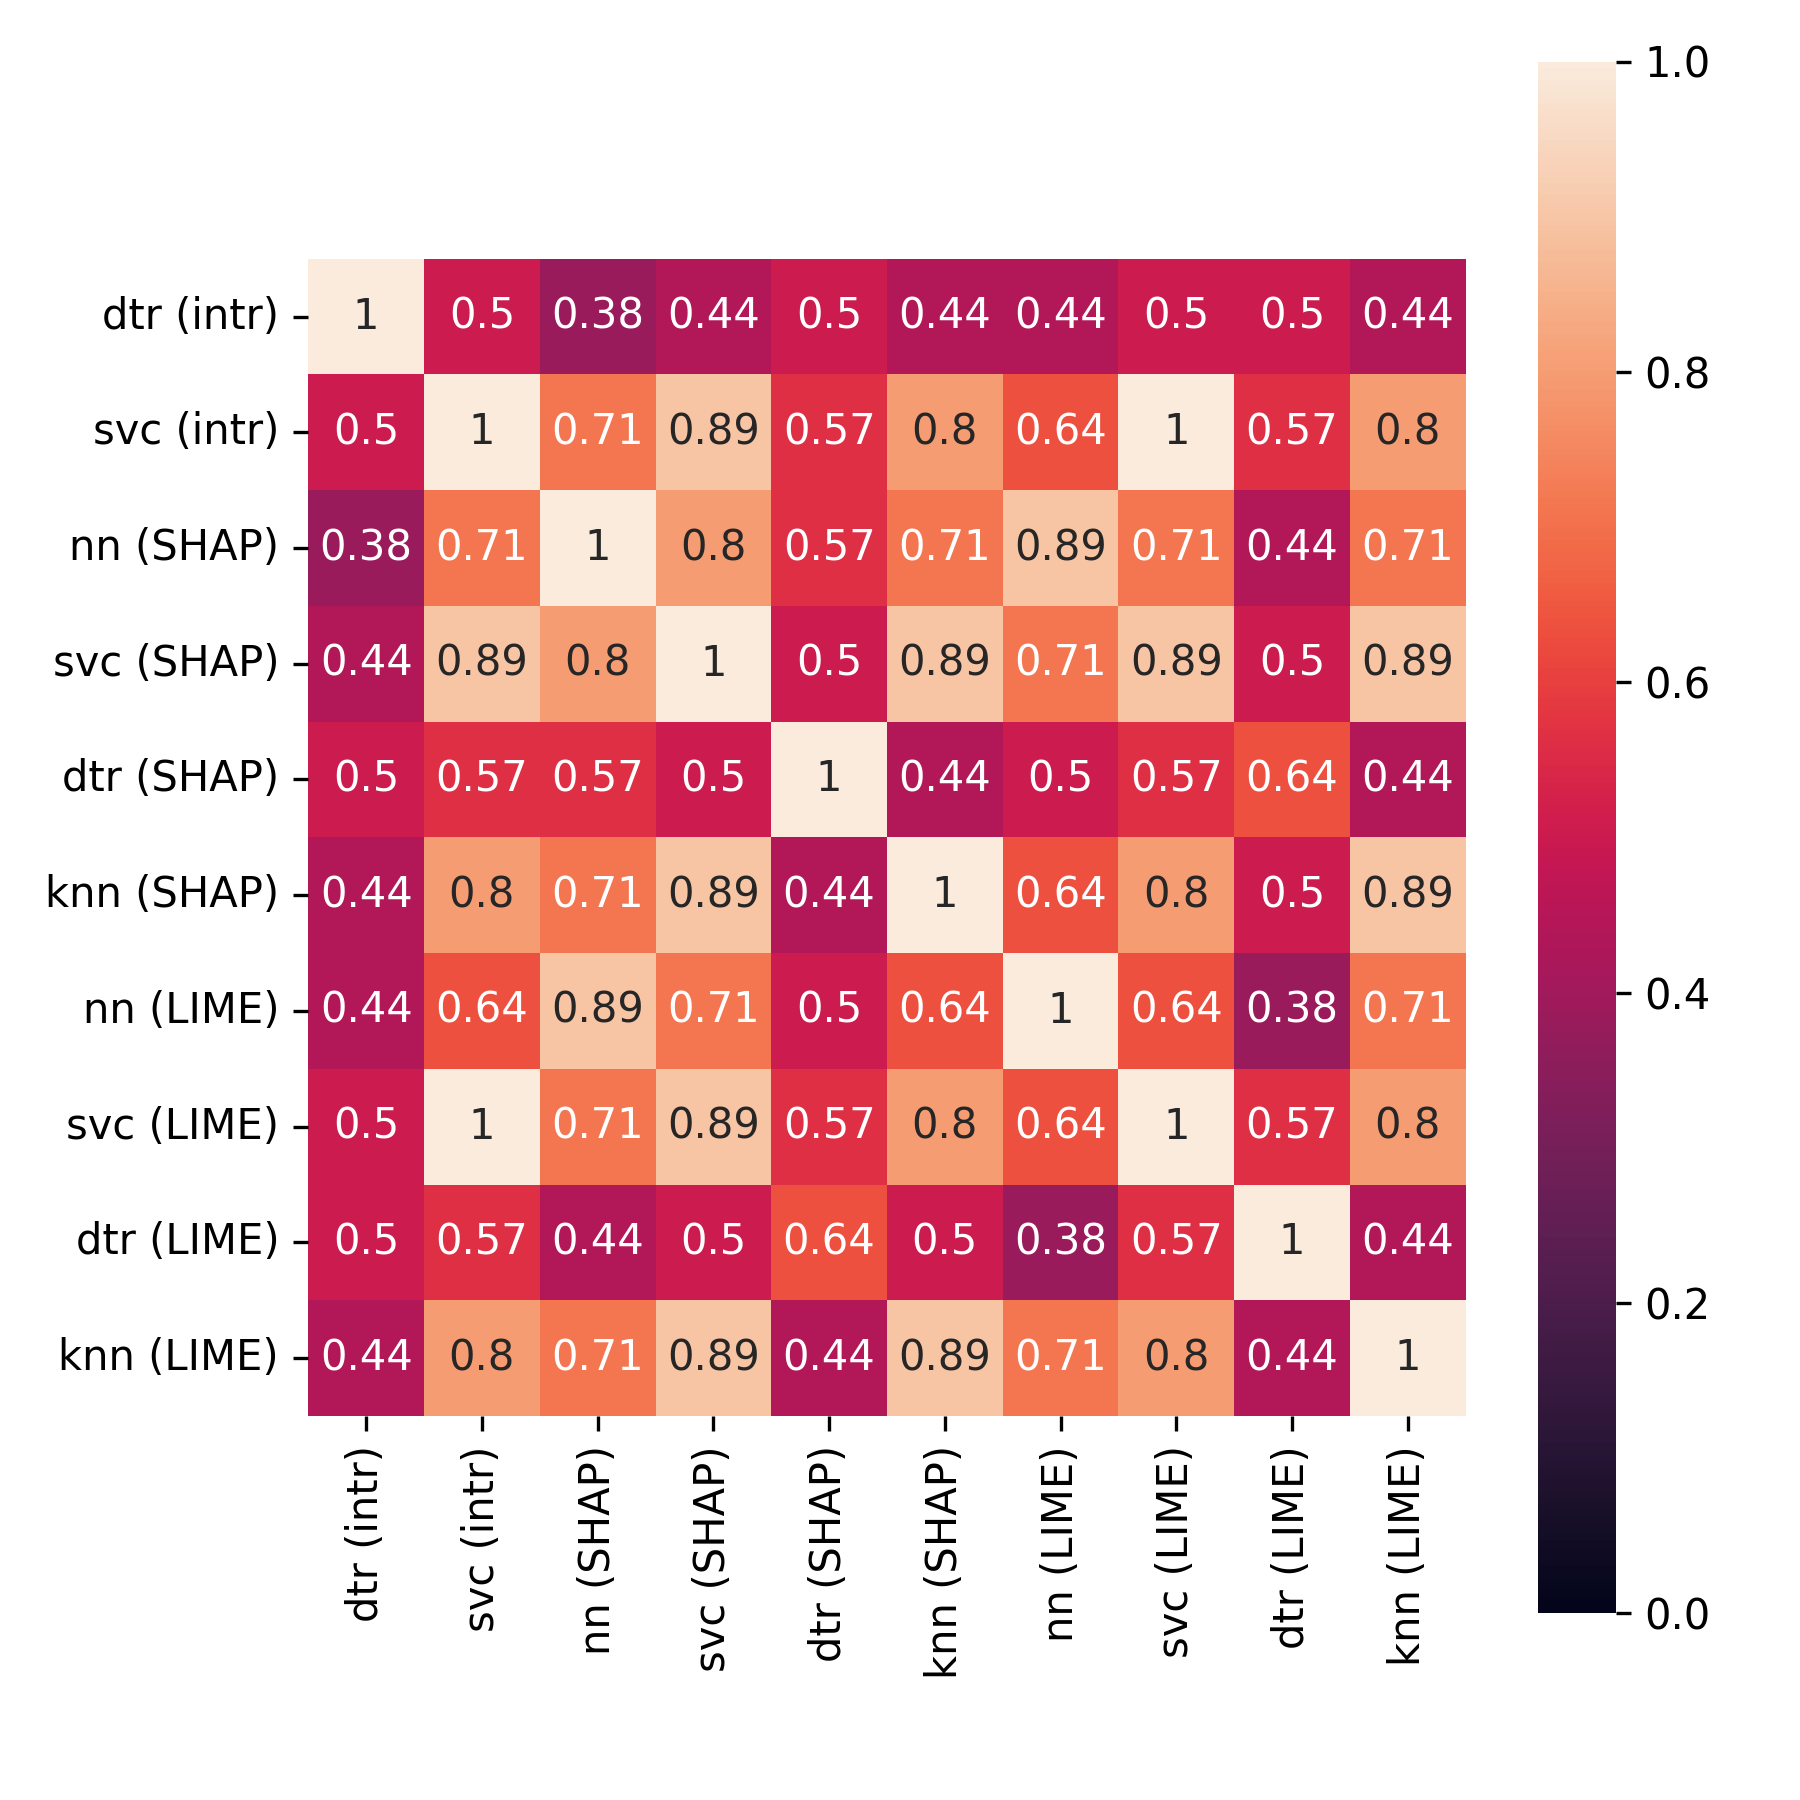 1.0
dtr (intr) 1 0.5 0.38 0.44 0.5 0.44 0.44 0.5 0.5 0.44
0.8
svc (intr) 0.5 1 0.71 0.89 0.57 0.8 0.64 1 0.57 0.8
nn (SHAP) 0.38 0.71 1 0.8 0.57 0.71 0.89 0.71 0.44 0.71
svc (SHAP) 0.44 0.89 0.8 1 0.5 0.89 0.71 0.89 0.5 0.89
0.6
dtr (SHAP) 0.5 0.57 0.57 0.5 1 0.44 0.5 0.57 0.64 0.44
knn (SHAP) 0.44 0.8 0.71 0.89 0.44 1 0.64 0.8 0.5 0.89
0.4
nn (LIME) 0.44 0.64 0.89 0.71 0.5 0.64 1 0.64 0.38 0.71
svc (LIME) 0.5 1 0.71 0.89 0.57 0.8 0.64 1 0.57 0.8
dtr (LIME) 0.5 0.57 0.44 0.5 0.64 0.5 0.38 0.57 1 0.44
0.2
knn (LIME) 0.44 0.8 0.71 0.89 0.44 0.89 0.71 0.8 0.44 1
0.0
dtr (intr)
svc (intr)
nn (SHAP)
svc (SHAP)
dtr (SHAP)
knn (SHAP)
nn (LIME)
svc (LIME)
dtr (LIME)
knn (LIME)